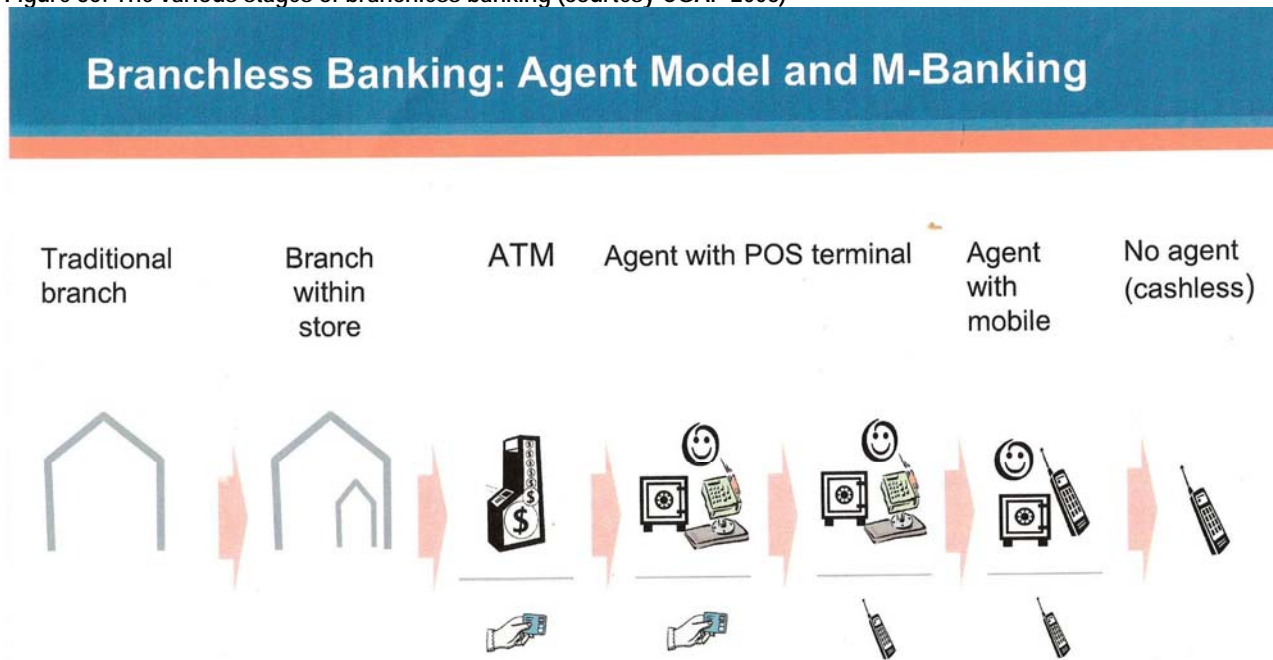 Branchless Banking: Agent Model and M-Banking
Traditional
branch
Branch
within
store
ATM
Agent with POS terminal
Agent
with
mobile
No agent
(cashless)
$